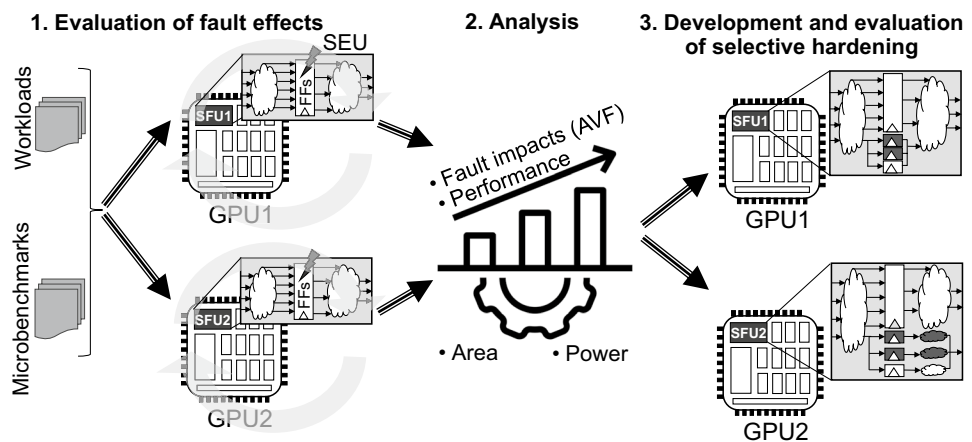 1. Evaluation of fault effects
2. Analysis
3. Development and evaluation
of selective hardening
Workloads
Microbenchmarks
SEU
FFs
SFU1
GPU1
FFs
SFU2
GPU2
• Fault impacts (AVF)
• Performance
• Area
• Power
SFU1
GPU1
SFU2
GPU2